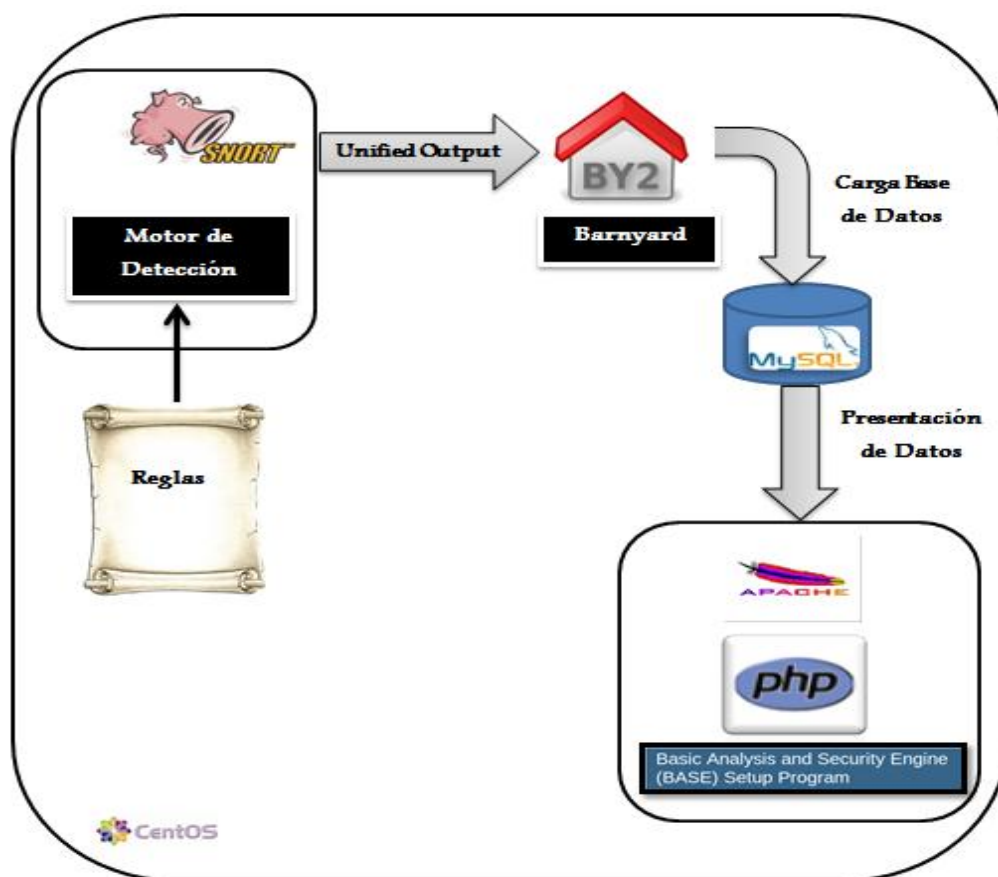 SNORT
Motor de
Detección
Unified Output
BY2
Barnyard
Carga Base
de Datos
MySQL
Presentación
de Datos
Reglas
APACHE
php
Basic Analysis and Security Engine
(BASE) Setup Program
CentOS